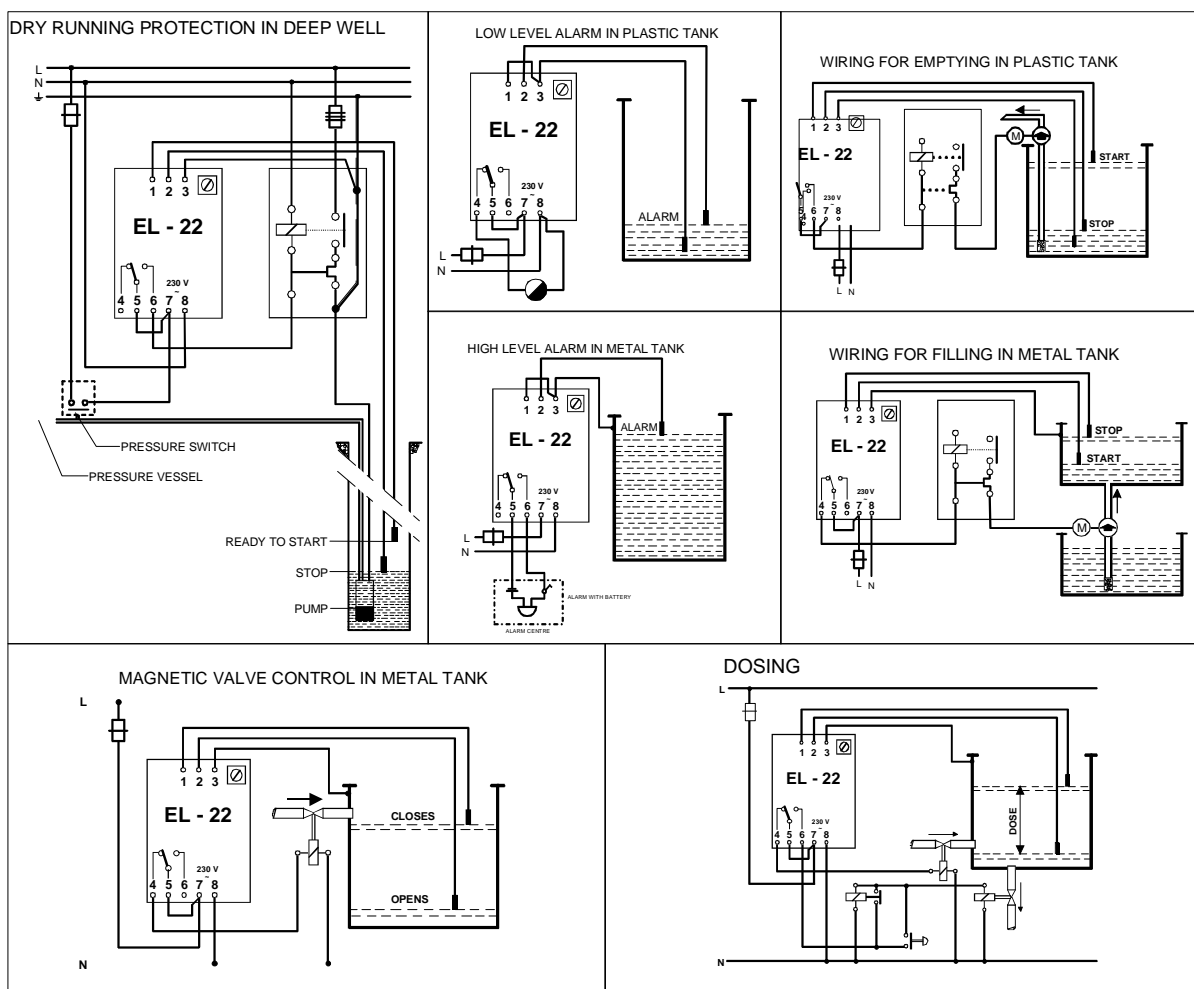 DRY RUNNING PROTECTION IN DEEP WELL
L
N
1 2 3
EL - 22
230 V
~
4 5 6 7 8
PRESSURE SWITCH
PRESSURE VESSEL
READY TO START
STOP
PUMP
LOW LEVEL ALARM IN PLASTIC TANK
1 2 3
EL - 22
230 V
~
4 5 6 7 8
ALARM
L
N
WIRING FOR EMPTYING IN PLASTIC TANK
1 2 3
EL - 22
M
START
STOP
230 V
~
5 6 7 8
4
L N
HIGH LEVEL ALARM IN METAL TANK
1 2 3
ALARM
EL - 22
230 V
~
4 5 6 7 8
L
N
ALARM WITH BATTERY
ALARM CENTRE
WIRING FOR FILLING IN METAL TANK
1 2 3
EL - 22
STOP
START
230 V
~
4 5 6 7 8
M
L N
MAGNETIC VALVE CONTROL IN METAL TANK
L
1 2 3
EL - 22
CLOSES
230 V
~
4 5 6 7 8
OPENS
N
DOSING
L
1 2 3
EL - 22
DOSE
230 V
~
4 5 6 7 8
N